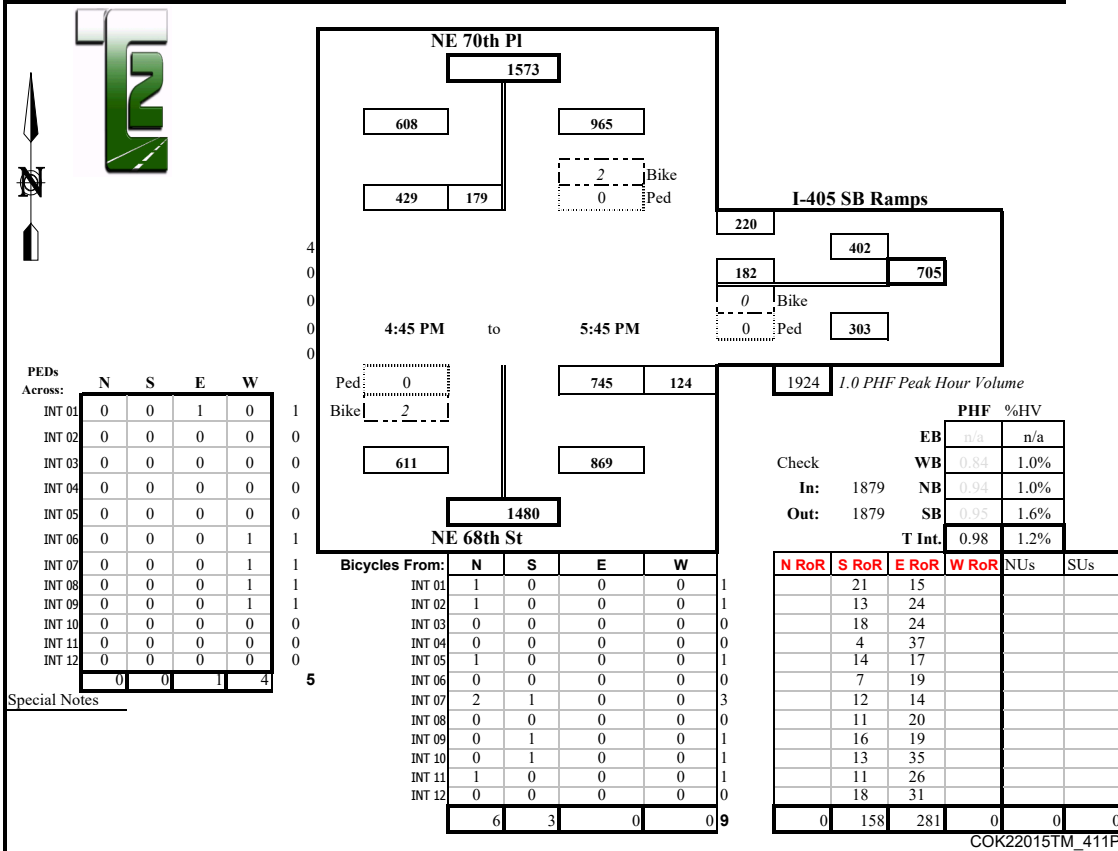 T2
N
NE 70th Pl
1573
608 965
2 Bike
429 179 0 Ped
I-405 SB Ramps
220
4 402
0 182 705
0 0 Bike
0 4:45 PM to 5:45 PM 0 Ped 303
0
Ped 0 745 124 1924 1.0 PHF Peak Hour Volume
Bike 2
611 869
1480
NE 68th St
PHF %HV
EB n/a n/a
Check WB 0.84 1.0%
In: 1879 NB 0.94 1.0%
Out: 1879 SB 0.95 1.6%
T Int. 0.98 1.2%
PEDs
Across: N S E W
INT 01 0 0 1 0 1
INT 02 0 0 0 0 0
INT 03 0 0 0 0 0
INT 04 0 0 0 0 0
INT 05 0 0 0 0 0
INT 06 0 0 0 1 1
INT 07 0 0 0 1 1
INT 08 0 0 0 1 1
INT 09 0 0 0 1 1
INT 10 0 0 0 0 0
INT 11 0 0 0 0 0
INT 12 0 0 0 0 0
0 0 1 4 5
Special Notes
Bicycles From: N S E W
INT 01 1 0 0 0 1
INT 02 1 0 0 0 1
INT 03 0 0 0 0 0
INT 04 0 0 0 0 0
INT 05 1 0 0 0 1
INT 06 0 0 0 0 0
INT 07 2 1 0 0 3
INT 08 0 0 0 0 0
INT 09 0 1 0 0 1
INT 10 0 1 0 0 1
INT 11 1 0 0 0 1
INT 12 0 0 0 0 0
6 3 0 0 9
N RoR S RoR E RoR W RoR NUs SUs
21 15
13 24
18 24
4 37
14 17
7 19
12 14
11 20
16 19
13 35
11 26
18 31
0 158 281 0 0 0
COK22015TM_411P